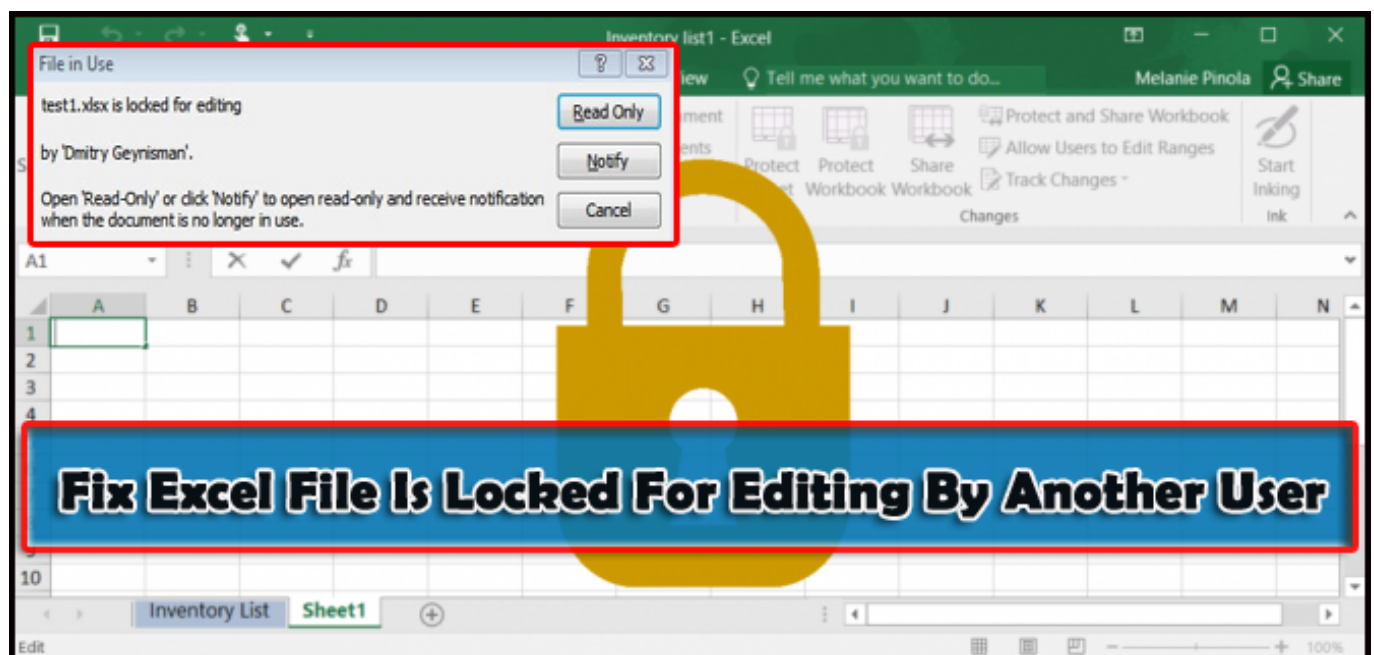 Inventory list1 - Excel
File in Use
test1.xlsx is locked for editing
by 'Dmitry Geynisman'.
Open 'Read-Only' or click 'Notify' to open read-only and receive notification
when the document is no longer in use.
Read Only
Notify
Cancel
Tell me what you want to do...
Melanie Pinola
Share
Protect
Protect
Workbook
Share
Workbook
Protect and Share Workbook
Allow Users to Edit Ranges
Track Changes
Changes
Start
Inking
Ink
A1
fx
A B C D E F G H I J K L M N
1
2
3
4
Fix Excel File Is Locked For Editing By Another User
10
Inventory List Sheet1
Edit
100%